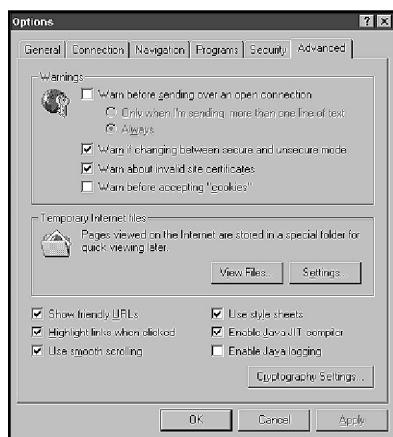 Options
General Connection Navigation Programs Security Advanced
Warnings
Warn before sending over an open connection
Only when I'm sending more than one line of text
Always
Warn if changing between secure and unsecure mode
Warn about invalid site certificates
Warn before accepting "cookies"
Temporary Internet files
Pages viewed on the Internet are stored in a special folder for
quick viewing later.
View Files... Settings...
Show friendly URLs Use style sheets
Highlight links when clicked Enable Java JIT compiler
Use smooth scrolling Enable Java logging
Cryptography Settings...
OK Cancel Apply